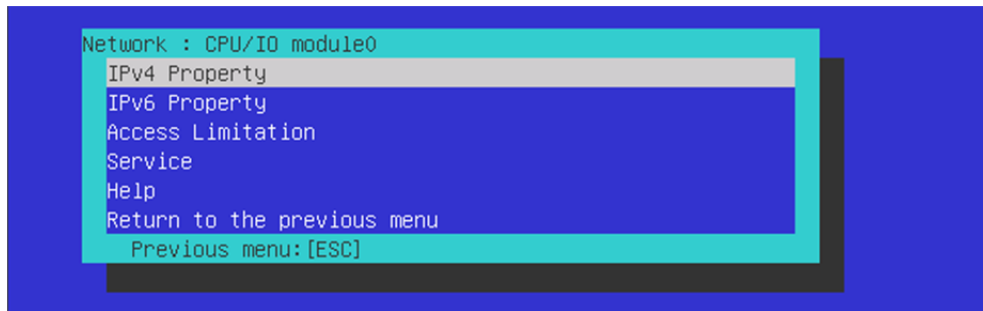 Network : CPU/IO module0
IPv4 Property
IPv6 Property
Access Limitation
Service
Help
Return to the previous menu
Previous menu:[ESC]